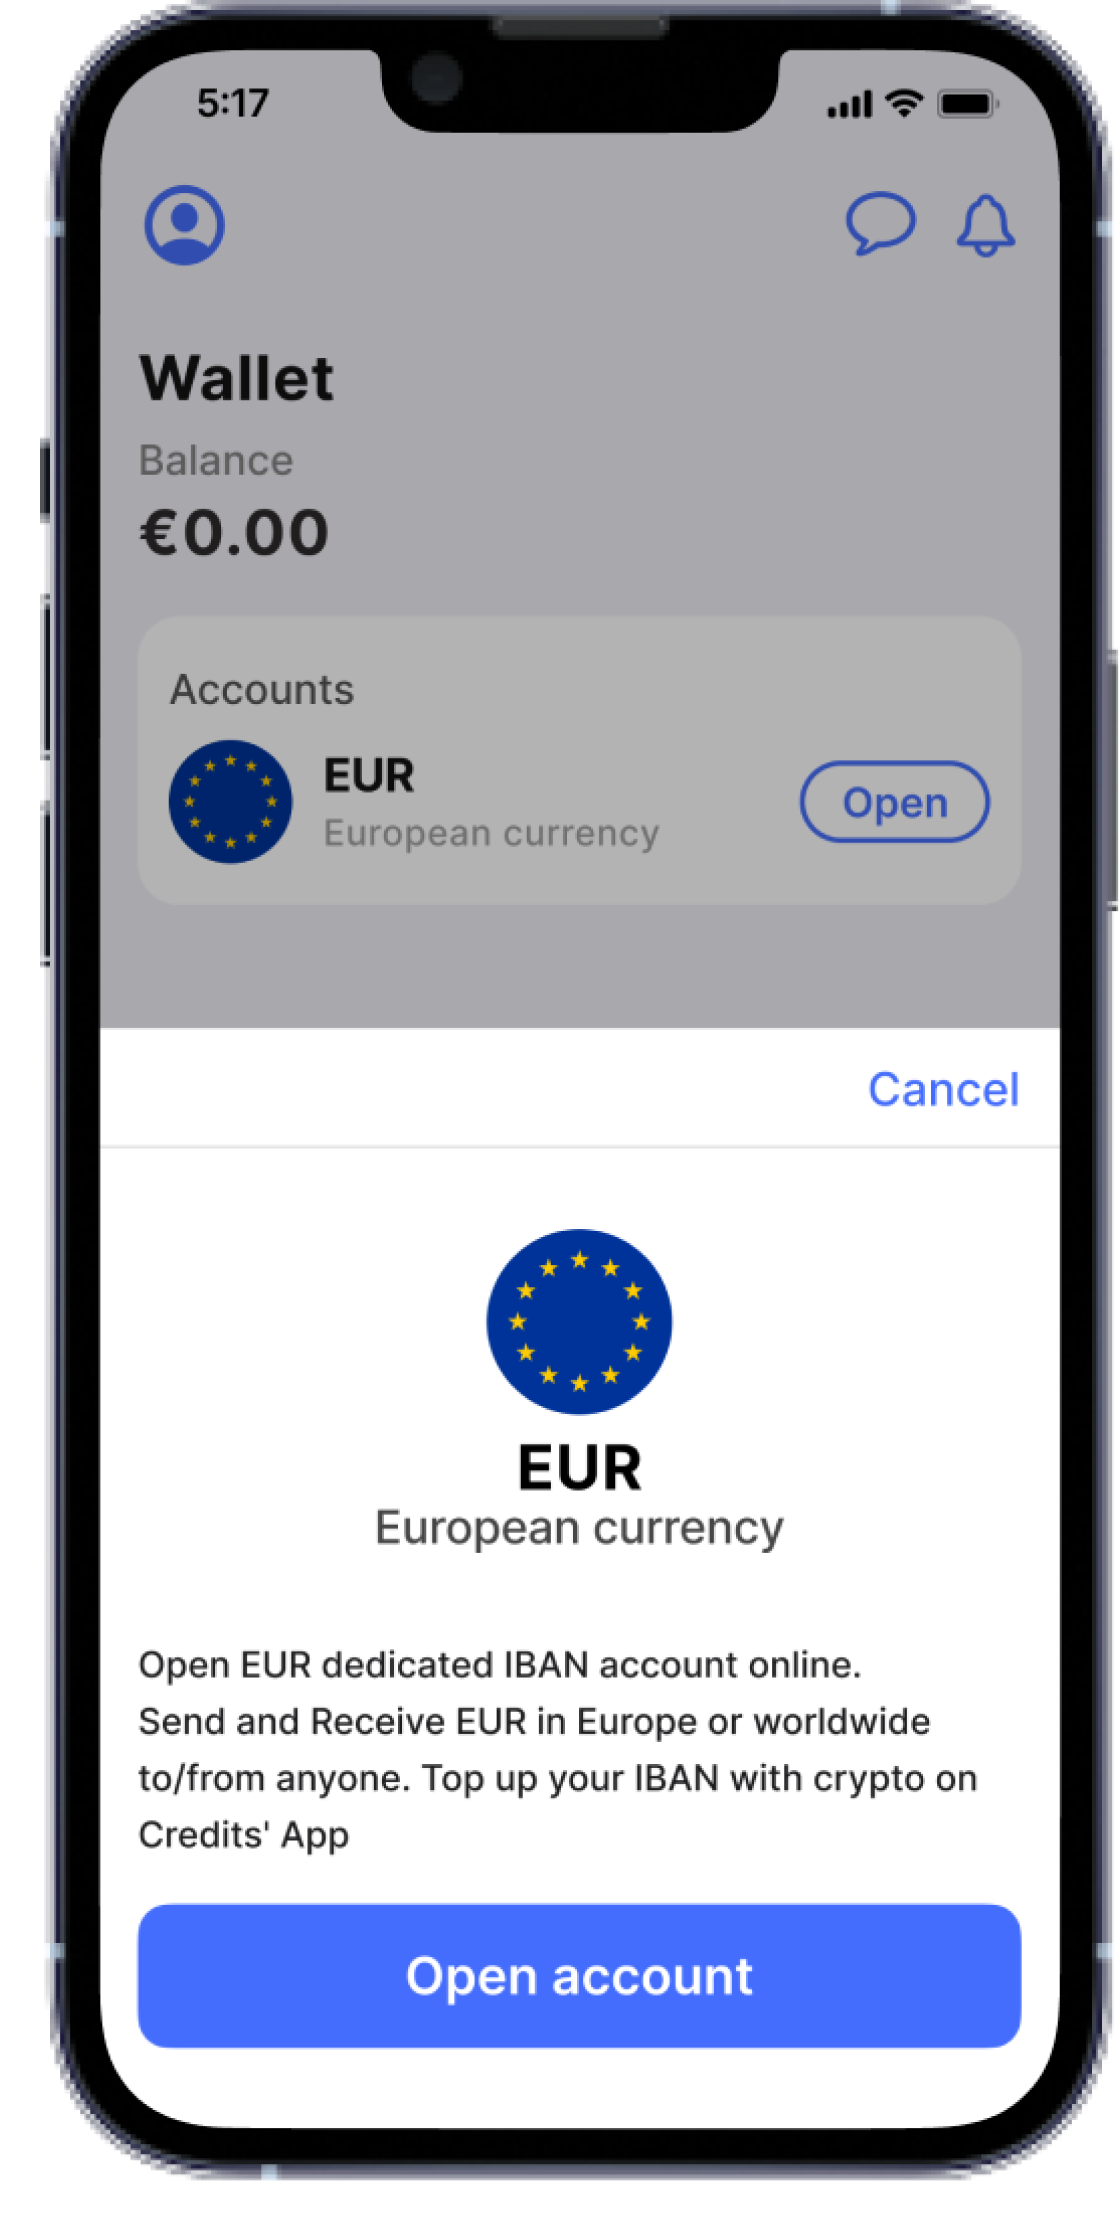 5:17
Wallet
Balance
€0.00
Accounts
EUR
European currency
Open
Cancel
EUR
European currency
Open EUR dedicated IBAN account online.
Send and Receive EUR in Europe or worldwide
to/from anyone. Top up your IBAN with crypto on
Credits' App
Open account